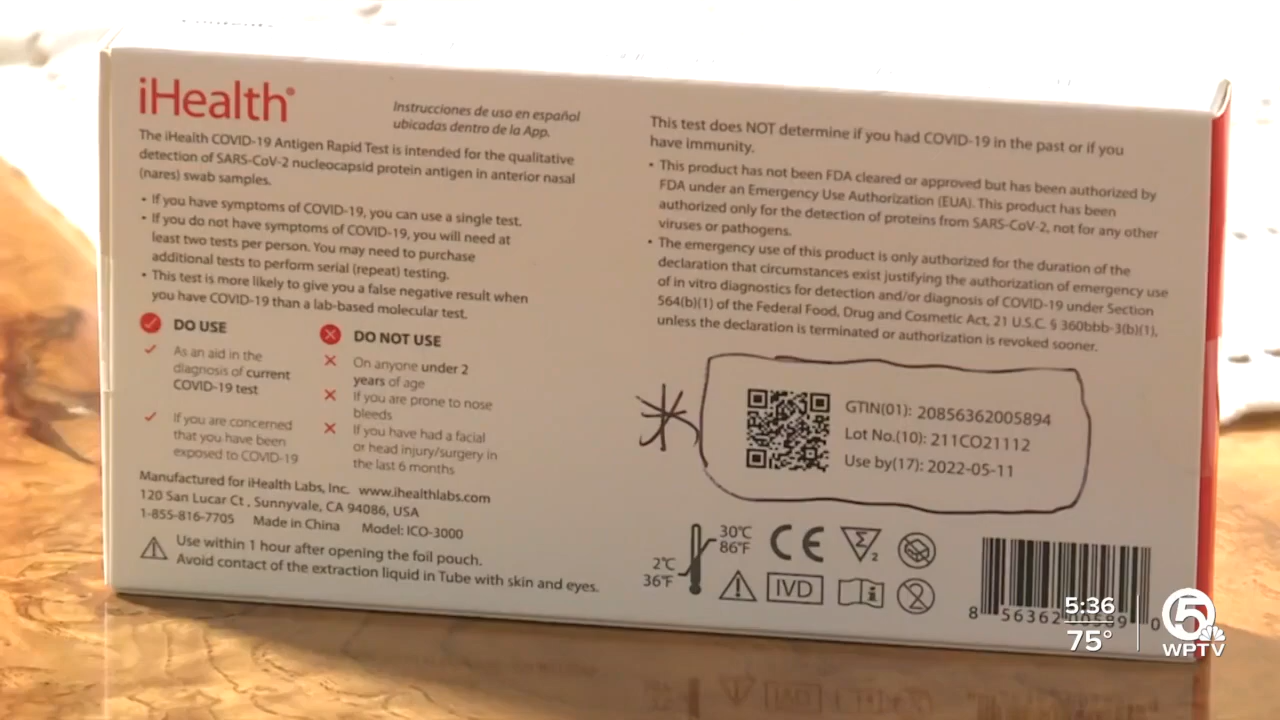 iHealth®
Instrucciones de uso en español
ubicadas dentro de la App.
The iHealth COVID-19 Antigen Rapid Test is intended for the qualitative
detection of SARS-CoV-2 nucleocapsid protein antigen in anterior nasal
(nares) swab samples.
• If you have symptoms of COVID-19, you can use a single test.
• If you do not have symptoms of COVID-19, you will need at
least two tests per person. You may need to purchase
additional tests to perform serial (repeat) testing.
• This test is more likely to give you a false negative result when
you have COVID-19 than a lab-based molecular test.
DO USE
As an aid in the
diagnosis of current
COVID-19 test
If you are concerned
that you have been
exposed to COVID-19
DO NOT USE
On anyone under 2
years of age
If you are prone to nose
bleeds
If you have had a facial
or head injury/surgery in
the last 6 months
Manufactured for iHealth Labs, Inc. www.ihealthlabs.com
120 San Lucar Ct , Sunnyvale, CA 94086, USA
1-855-816-7705 Made in China Model: ICO-3000
Use within 1 hour after opening the foil pouch.
Avoid contact of the extraction liquid in Tube with skin and eyes.
This test does NOT determine if you had COVID-19 in the past or if you
have immunity.
• This product has not been FDA cleared or approved but has been authorized by
FDA under an Emergency Use Authorization (EUA). This product has been
authorized only for the detection of proteins from SARS-CoV-2, not for any other
viruses or pathogens.
• The emergency use of this product is only authorized for the duration of the
declaration that circumstances exist justifying the authorization of emergency use
of in vitro diagnostics for detection and/or diagnosis of COVID-19 under Section
564(b)(1) of the Federal Food, Drug and Cosmetic Act, 21 U.S.C. § 360bbb-3(b)(1),
unless the declaration is terminated or authorization is revoked sooner.
GTIN(01): 20856362005894
Lot No.(10): 211CO21112
Use by(17): 2022-05-11
30°C
86°F
2°C
36°F
CE
Σ
2
IVD
i
2
8 56362 00589 0
5:36
75°
5
WPTV